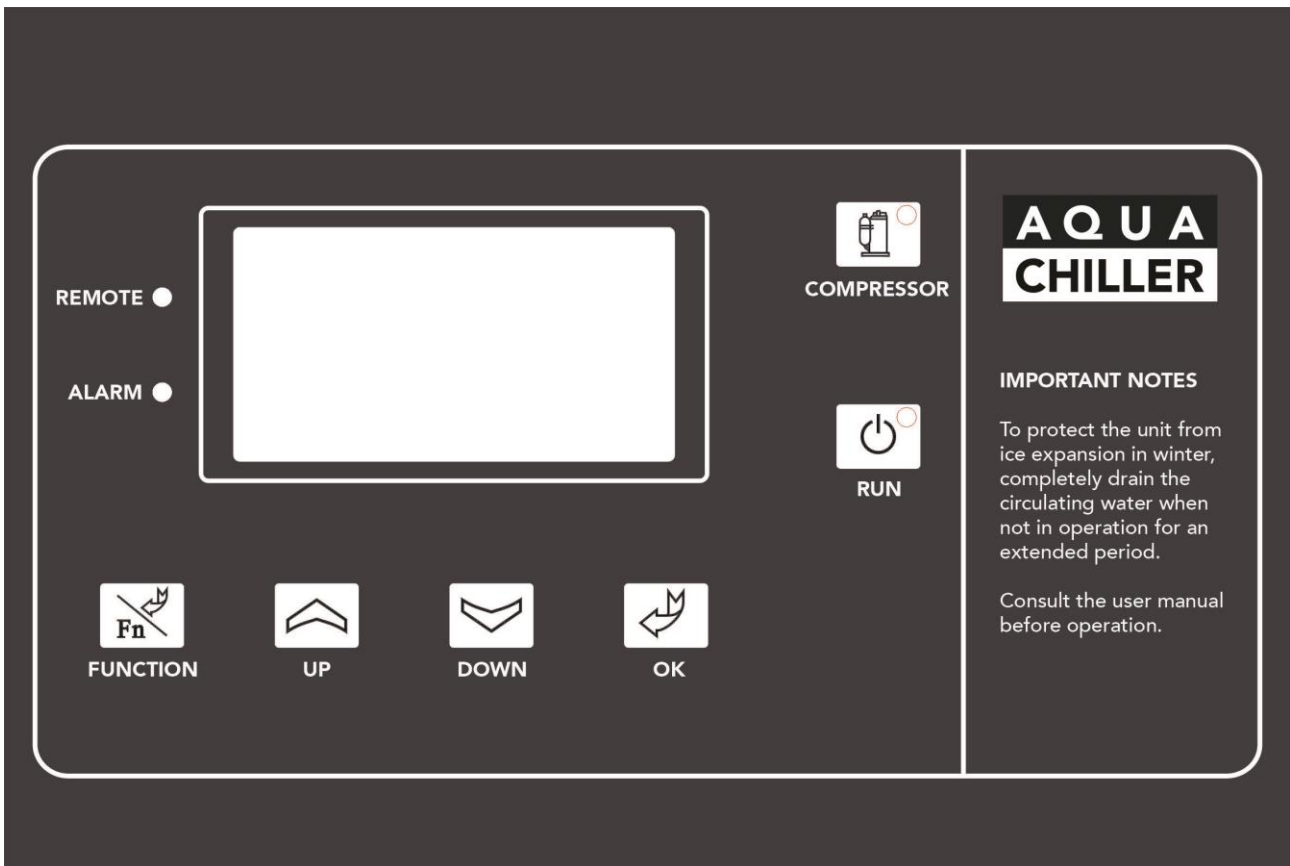 AQUA
CHILLER
REMOTE
ALARM
COMPRESSOR
RUN
Fn
FUNCTION
UP
DOWN
OK
IMPORTANT NOTES
To protect the unit from
ice expansion in winter,
completely drain the
circulating water when
not in operation for an
extended period.
Consult the user manual
before operation.